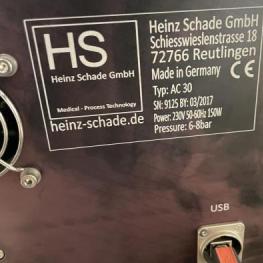 HS
Heinz Schade GmbH
Medical - Process Technology
heinz-schade.de
Heinz Schade GmbH
Schiesswieslenstrasse 18
72766 Reutlingen
Made in Germany CE
Typ: AC 30
SN: 9125 BY: 03/2017
Power: 230V 50-60Hz 150W
Pressure: 6-8bar
USB